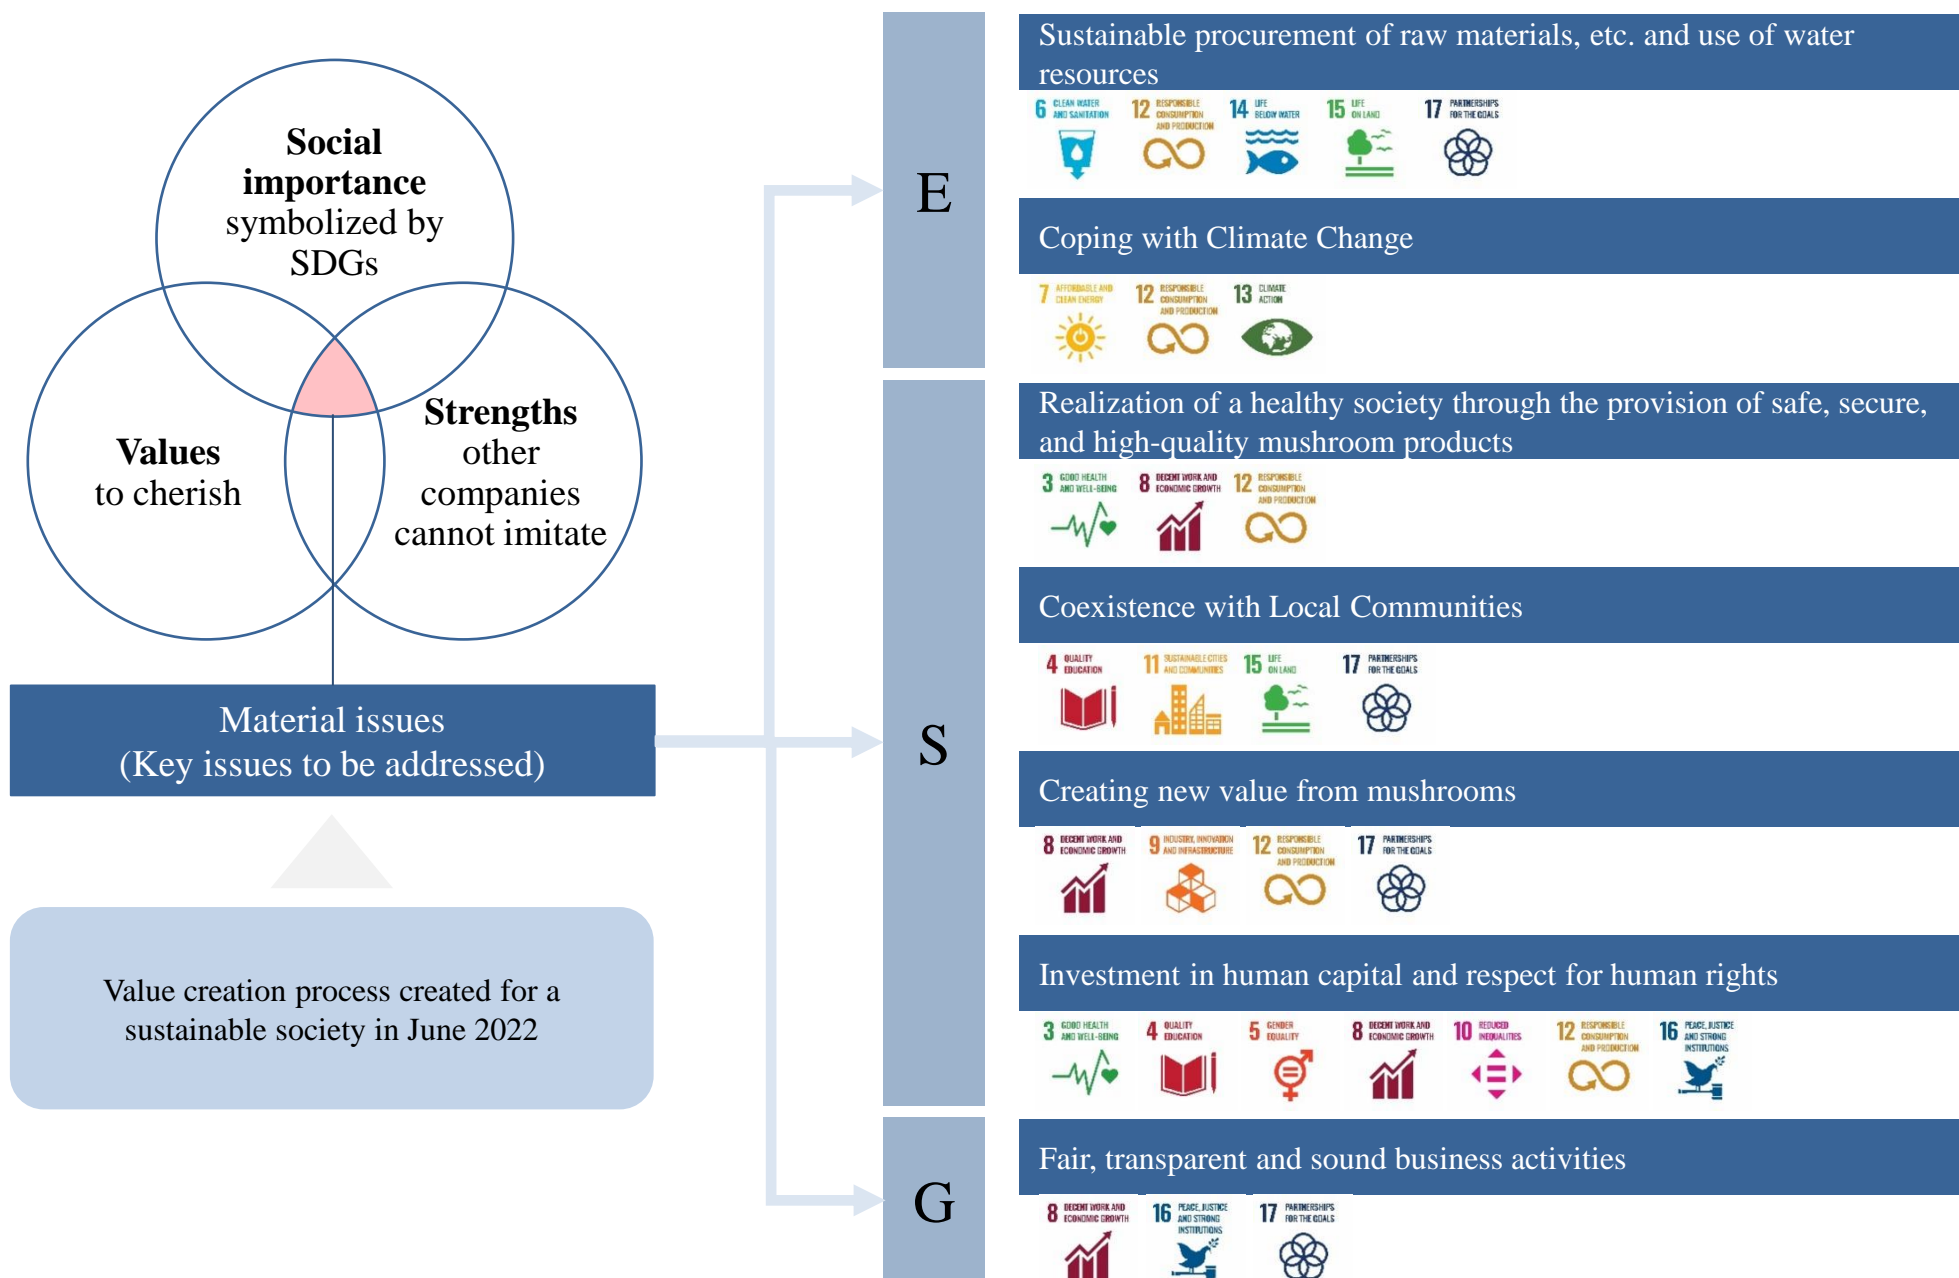 Social
importance
symbolized by
SDGs
Values
to cherish
Strengths
other
companies
cannot imitate
Material issues
(Key issues to be addressed)
Value creation process created for a
sustainable society in June 2022
E
Sustainable procurement of raw materials, etc. and use of water
resources
6 CLEAN WATER
AND SANITATION
12 RESPONSIBLE
CONSUMPTION
AND PRODUCTION
14 LIFE
BELOW WATER
15 LIFE
ON LAND
17 PARTNERSHIPS
FOR THE GOALS
Coping with Climate Change
7 AFFORDABLE AND
CLEAN ENERGY
12 RESPONSIBLE
CONSUMPTION
AND PRODUCTION
13 CLIMATE
ACTION
S
Realization of a healthy society through the provision of safe, secure,
and high-quality mushroom products
3 GOOD HEALTH
AND WELL-BEING
8 DECENT WORK AND
ECONOMIC GROWTH
12 RESPONSIBLE
CONSUMPTION
AND PRODUCTION
Coexistence with Local Communities
4 QUALITY
EDUCATION
11 SUSTAINABLE CITIES
AND COMMUNITIES
15 LIFE
ON LAND
17 PARTNERSHIPS
FOR THE GOALS
Creating new value from mushrooms
8 DECENT WORK AND
ECONOMIC GROWTH
9 INDUSTRY, INNOVATION
AND INFRASTRUCTURE
12 RESPONSIBLE
CONSUMPTION
AND PRODUCTION
17 PARTNERSHIPS
FOR THE GOALS
Investment in human capital and respect for human rights
3 GOOD HEALTH
AND WELL-BEING
4 QUALITY
EDUCATION
5 GENDER
EQUALITY
8 DECENT WORK AND
ECONOMIC GROWTH
10 REDUCED
INEQUALITIES
12 RESPONSIBLE
CONSUMPTION
AND PRODUCTION
16 PEACE, JUSTICE
AND STRONG
INSTITUTIONS
G
Fair, transparent and sound business activities
8 DECENT WORK AND
ECONOMIC GROWTH
16 PEACE, JUSTICE
AND STRONG
INSTITUTIONS
17 PARTNERSHIPS
FOR THE GOALS